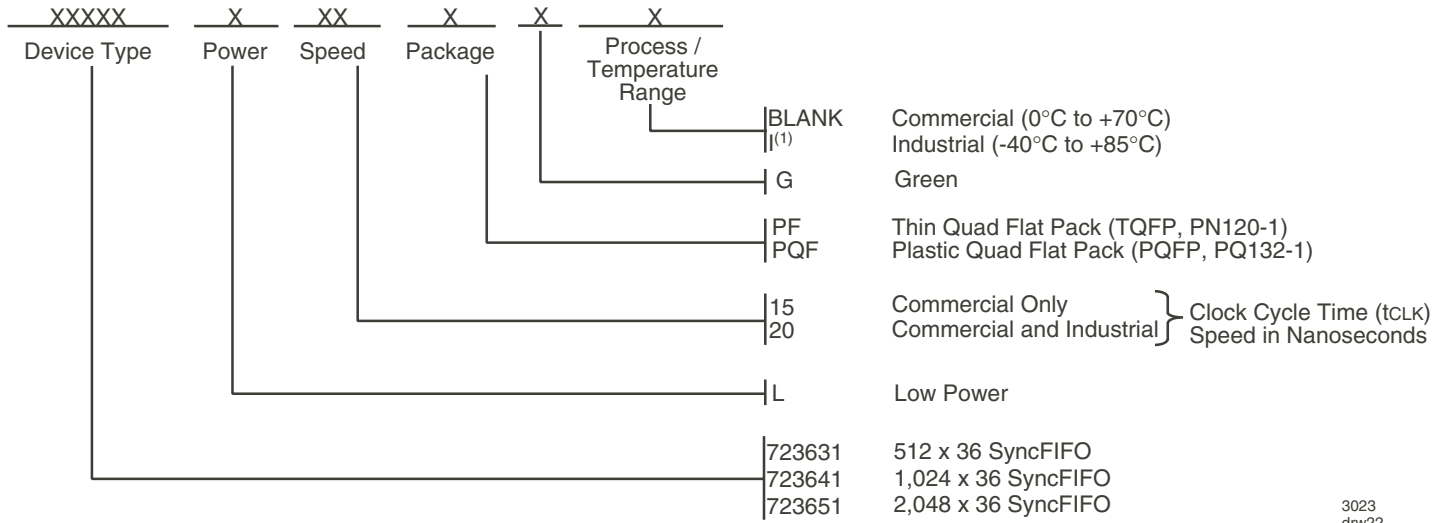 XXXXX X XX X X X
Device Type Power Speed Package Process /
Temperature
Range
BLANK Commercial (0°C to +70°C)
I(1) Industrial (-40°C to +85°C)
G Green
PF Thin Quad Flat Pack (TQFP, PN120-1)
PQF Plastic Quad Flat Pack (PQFP, PQ132-1)
15 Commercial Only
20 Commercial and Industrial
Clock Cycle Time (tCLK)
Speed in Nanoseconds
L Low Power
723631 512 x 36 SyncFIFO
723641 1,024 x 36 SyncFIFO
723651 2,048 x 36 SyncFIFO
3023
drw22